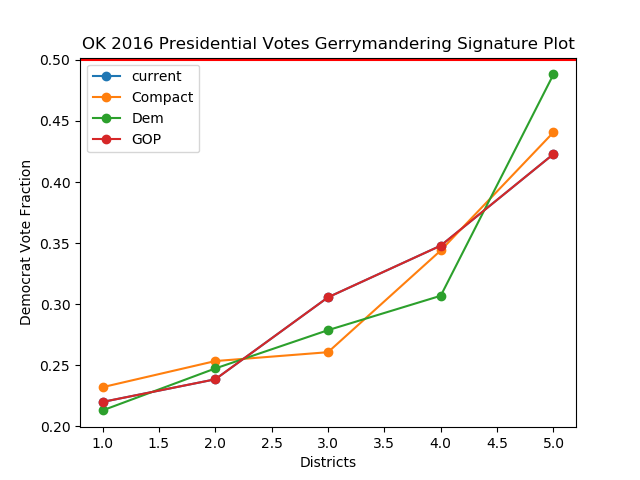 OK 2016 Presidential Votes Gerrymandering Signature Plot
current
Compact
Dem
GOP
Democrat Vote Fraction
0.50
0.45
0.40
0.35
0.30
0.25
0.20
1.0 1.5 2.0 2.5 3.0 3.5 4.0 4.5 5.0
Districts